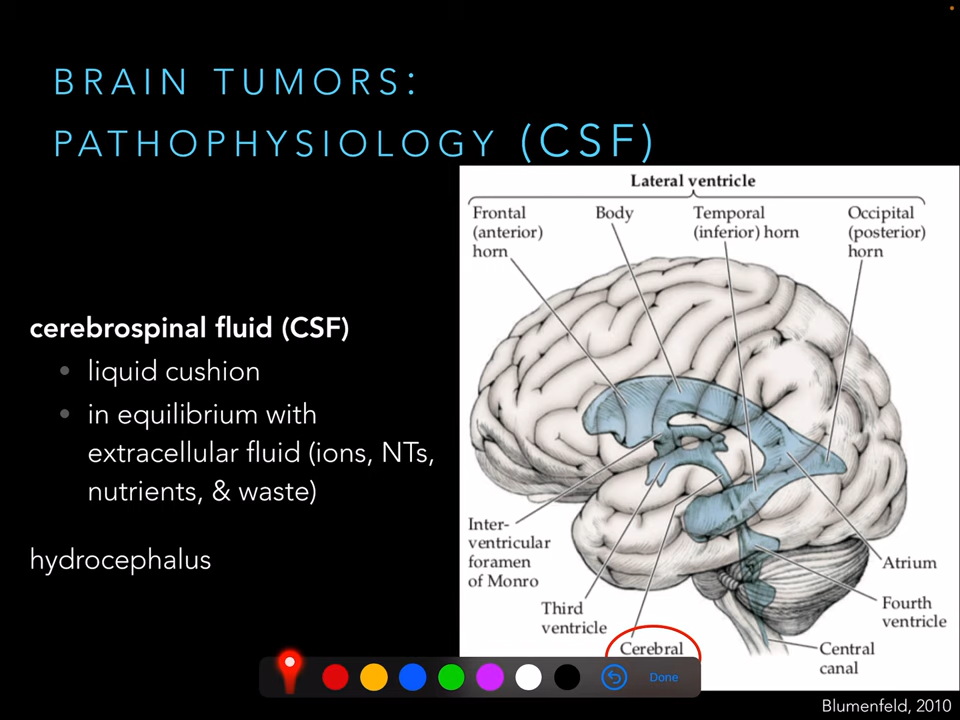 BRAIN TUMORS:
PATHOPHYSIOLOGY (CSF)
Lateral ventricle
Frontal
(anterior)
horn
Body
Temporal
(inferior) horn
Occipital
(posterior)
horn
cerebrospinal fluid (CSF)
• liquid cushion
• in equilibrium with
extracellular fluid (ions, NTs,
nutrients, & waste)
hydrocephalus
Inter-
ventricular
foramen
of Monro
Third
ventricle
Cerebral
Atrium
Fourth
ventricle
Central
canal
Done
Blumenfeld, 2010